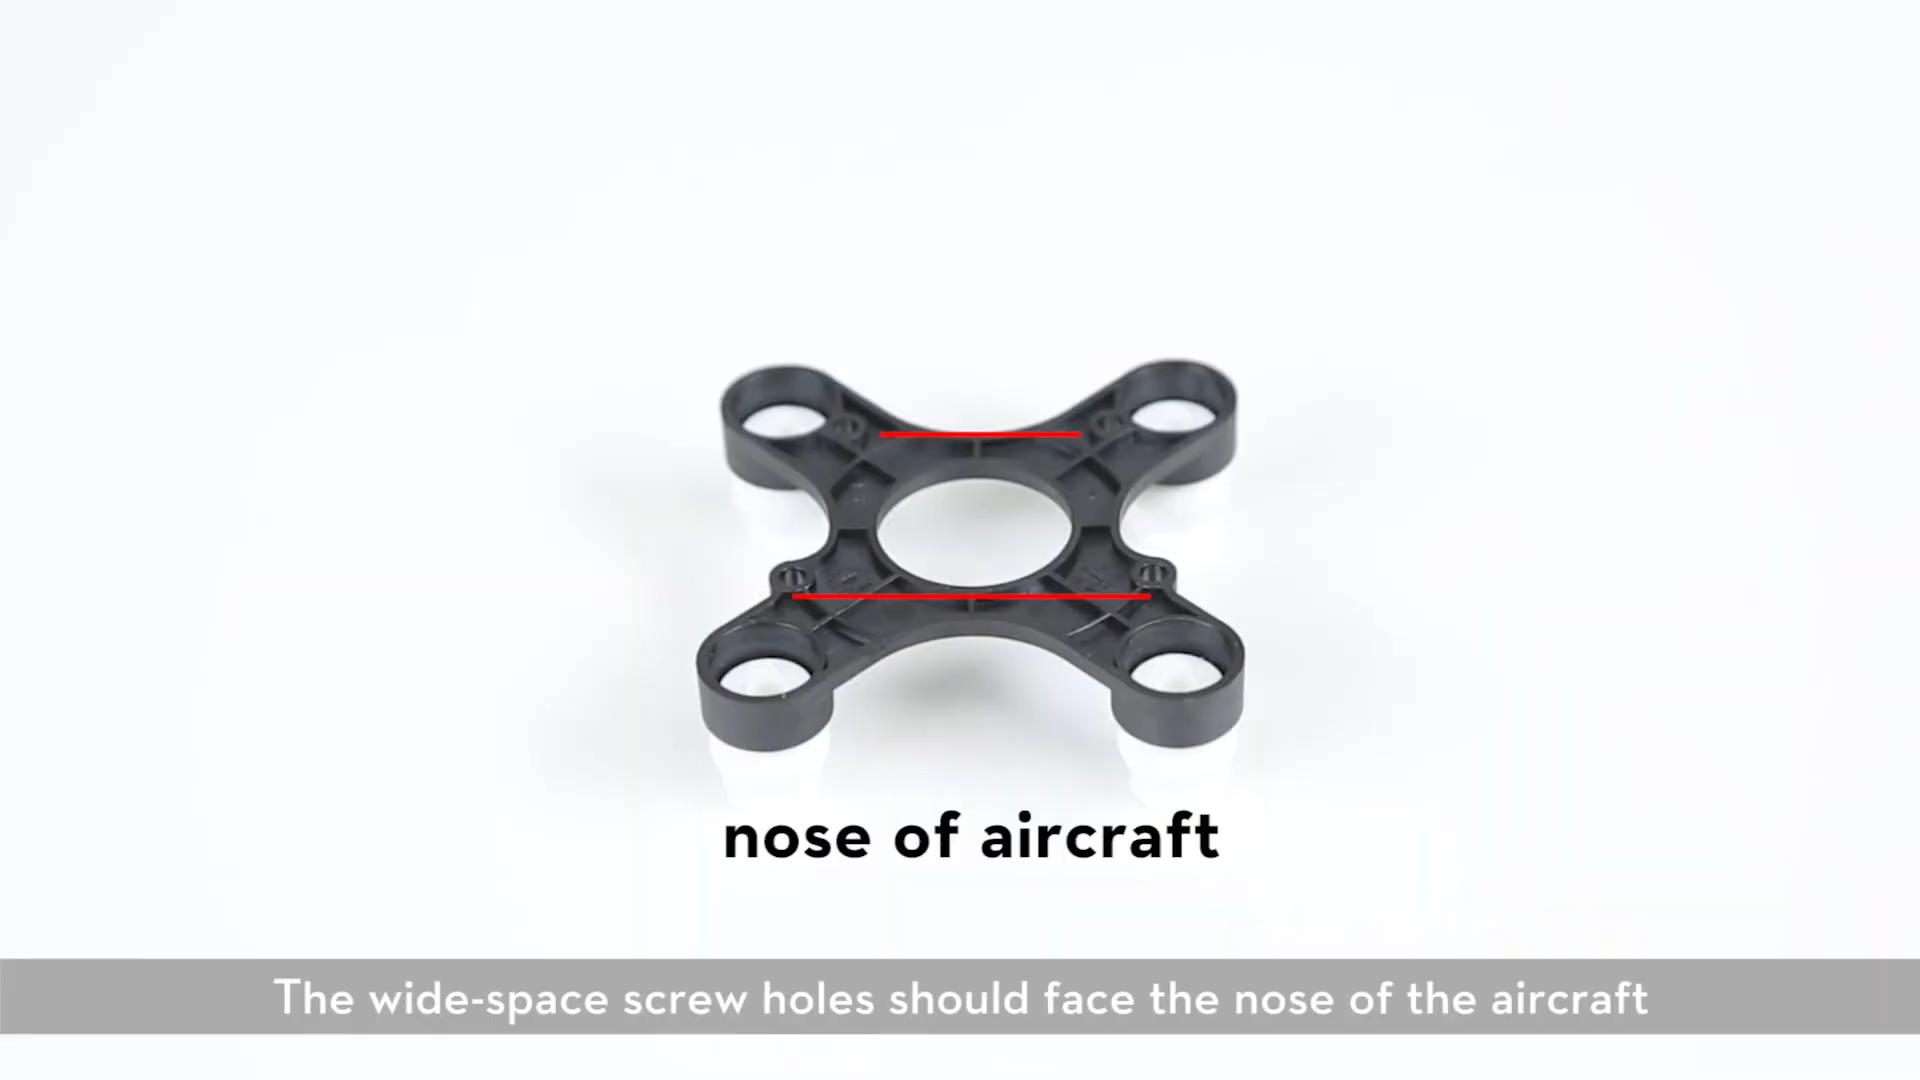 nose of aircraft
The wide-space screw holes should face the nose of the aircraft